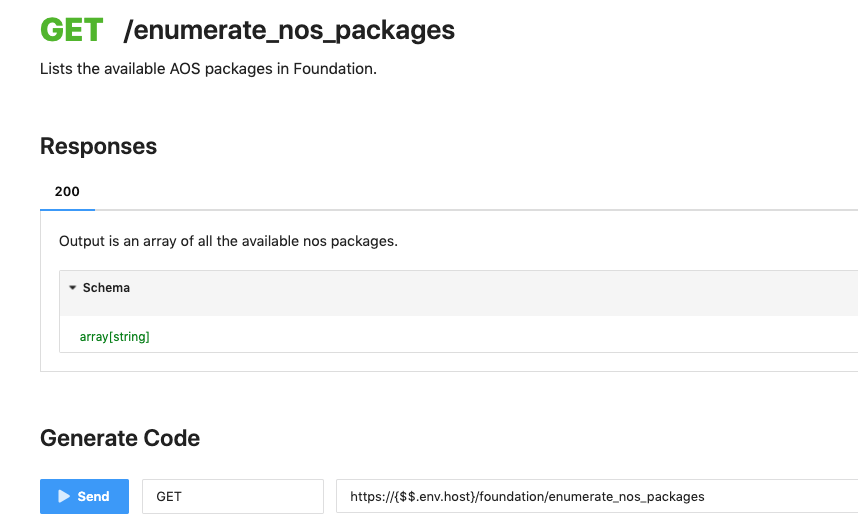 GET /enumerate_nos_packages
Lists the available AOS packages in Foundation.
Responses
200
Output is an array of all the available nos packages.
Schema
array[string]
Generate Code
Send GET https://{$$.env.host}/foundation/enumerate_nos_packages